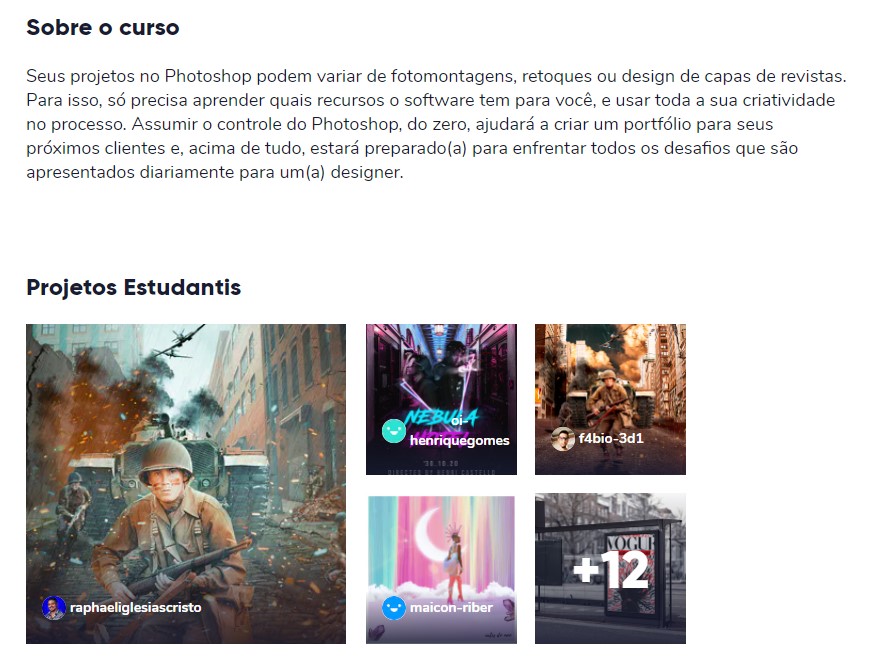 Sobre o curso
Seus projetos no Photoshop podem variar de fotomontagens, retoques ou design de capas de revistas.
Para isso, só precisa aprender quais recursos o software tem para você, e usar toda a sua criatividade
no processo. Assumir o controle do Photoshop, do zero, ajudará a criar um portfólio para seus
próximos clientes e, acima de tudo, estará preparado(a) para enfrentar todos os desafios que são
apresentados diariamente para um(a) designer.
Projetos Estudantis
raphaeliglesiascristo
NEBULA
oi-
henriquegomes
DIRECTED BY HENRI CASTELLO
f4bio-3d1
maicon-riber
VOGUE
+12